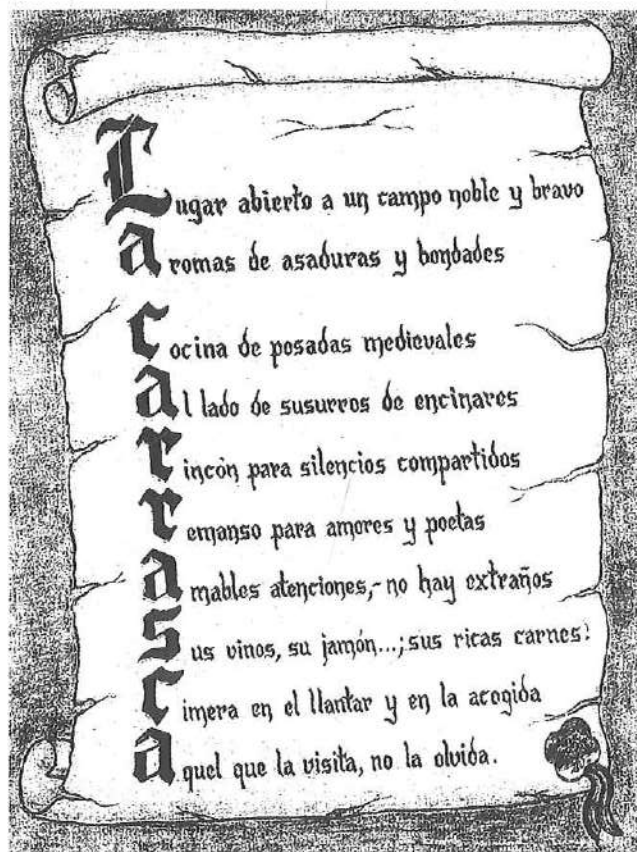 Lugar abierto a un campo noble y bravo
aromas de asaduras y bondades
cocina de posadas medievales
al lado de susurros de encinares
rincón para silencios compartidos
remanso para amores y poetas
amables atenciones,- no hay extraños
sus vinos, su jamón...¡sus ricas carnes!
cimera en el llantar y en la acogida
aquel que la visita, no la olvida.